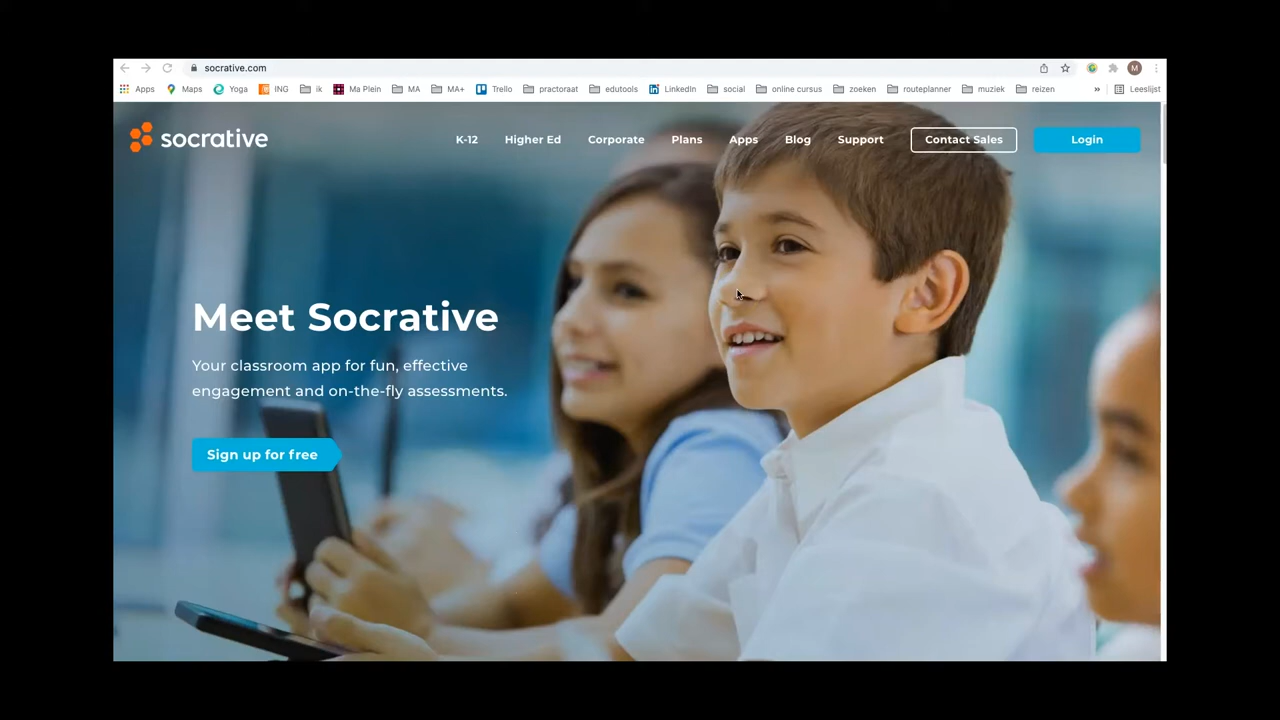 socrative.com
M
Apps Maps Yoga ING ik Ma Plein MA MA+ Trello practoraat edutools LinkedIn social online cursus zoeken routeplanner muziek reizen » Leeslijst
socrative K-12 Higher Ed Corporate Plans Apps Blog Support Contact Sales Login
Meet Socrative
Your classroom app for fun, effective
engagement and on-the-fly assessments.
Sign up for free